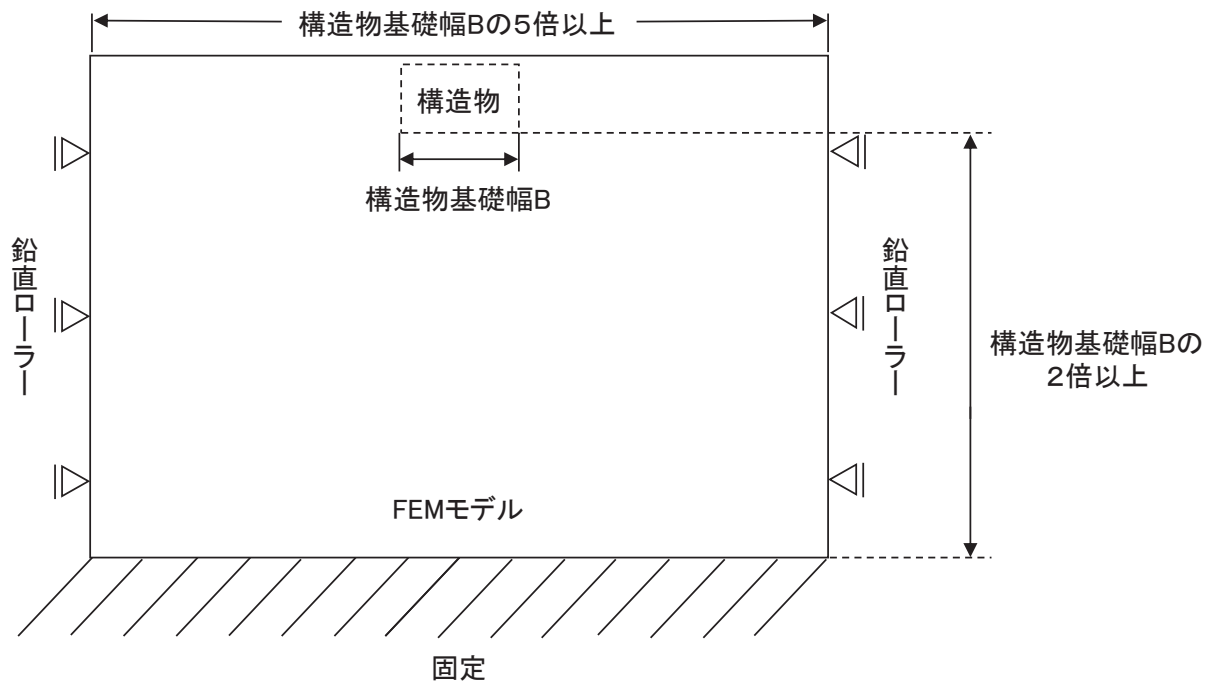 構造物基礎幅Bの5倍以上
構造物
構造物基礎幅B
鉛直ローラー
鉛直ローラー
構造物基礎幅Bの
2倍以上
FEMモデル
固定